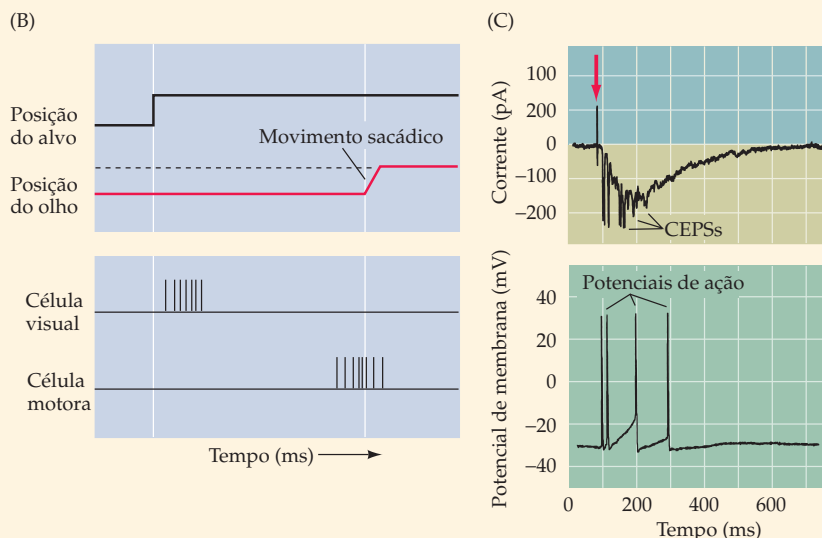 (B)
Posição
do alvo
Movimento sacádico
Posição
do olho
Célula
visual
Célula
motora
Tempo (ms)
(C)
Corrente (pA)
100
200
0
−100
−200
CEPSs
Potencial de membrana (mV)
Potenciais de ação
40
20
0
−20
−40
0
200
400
600
Tempo (ms)